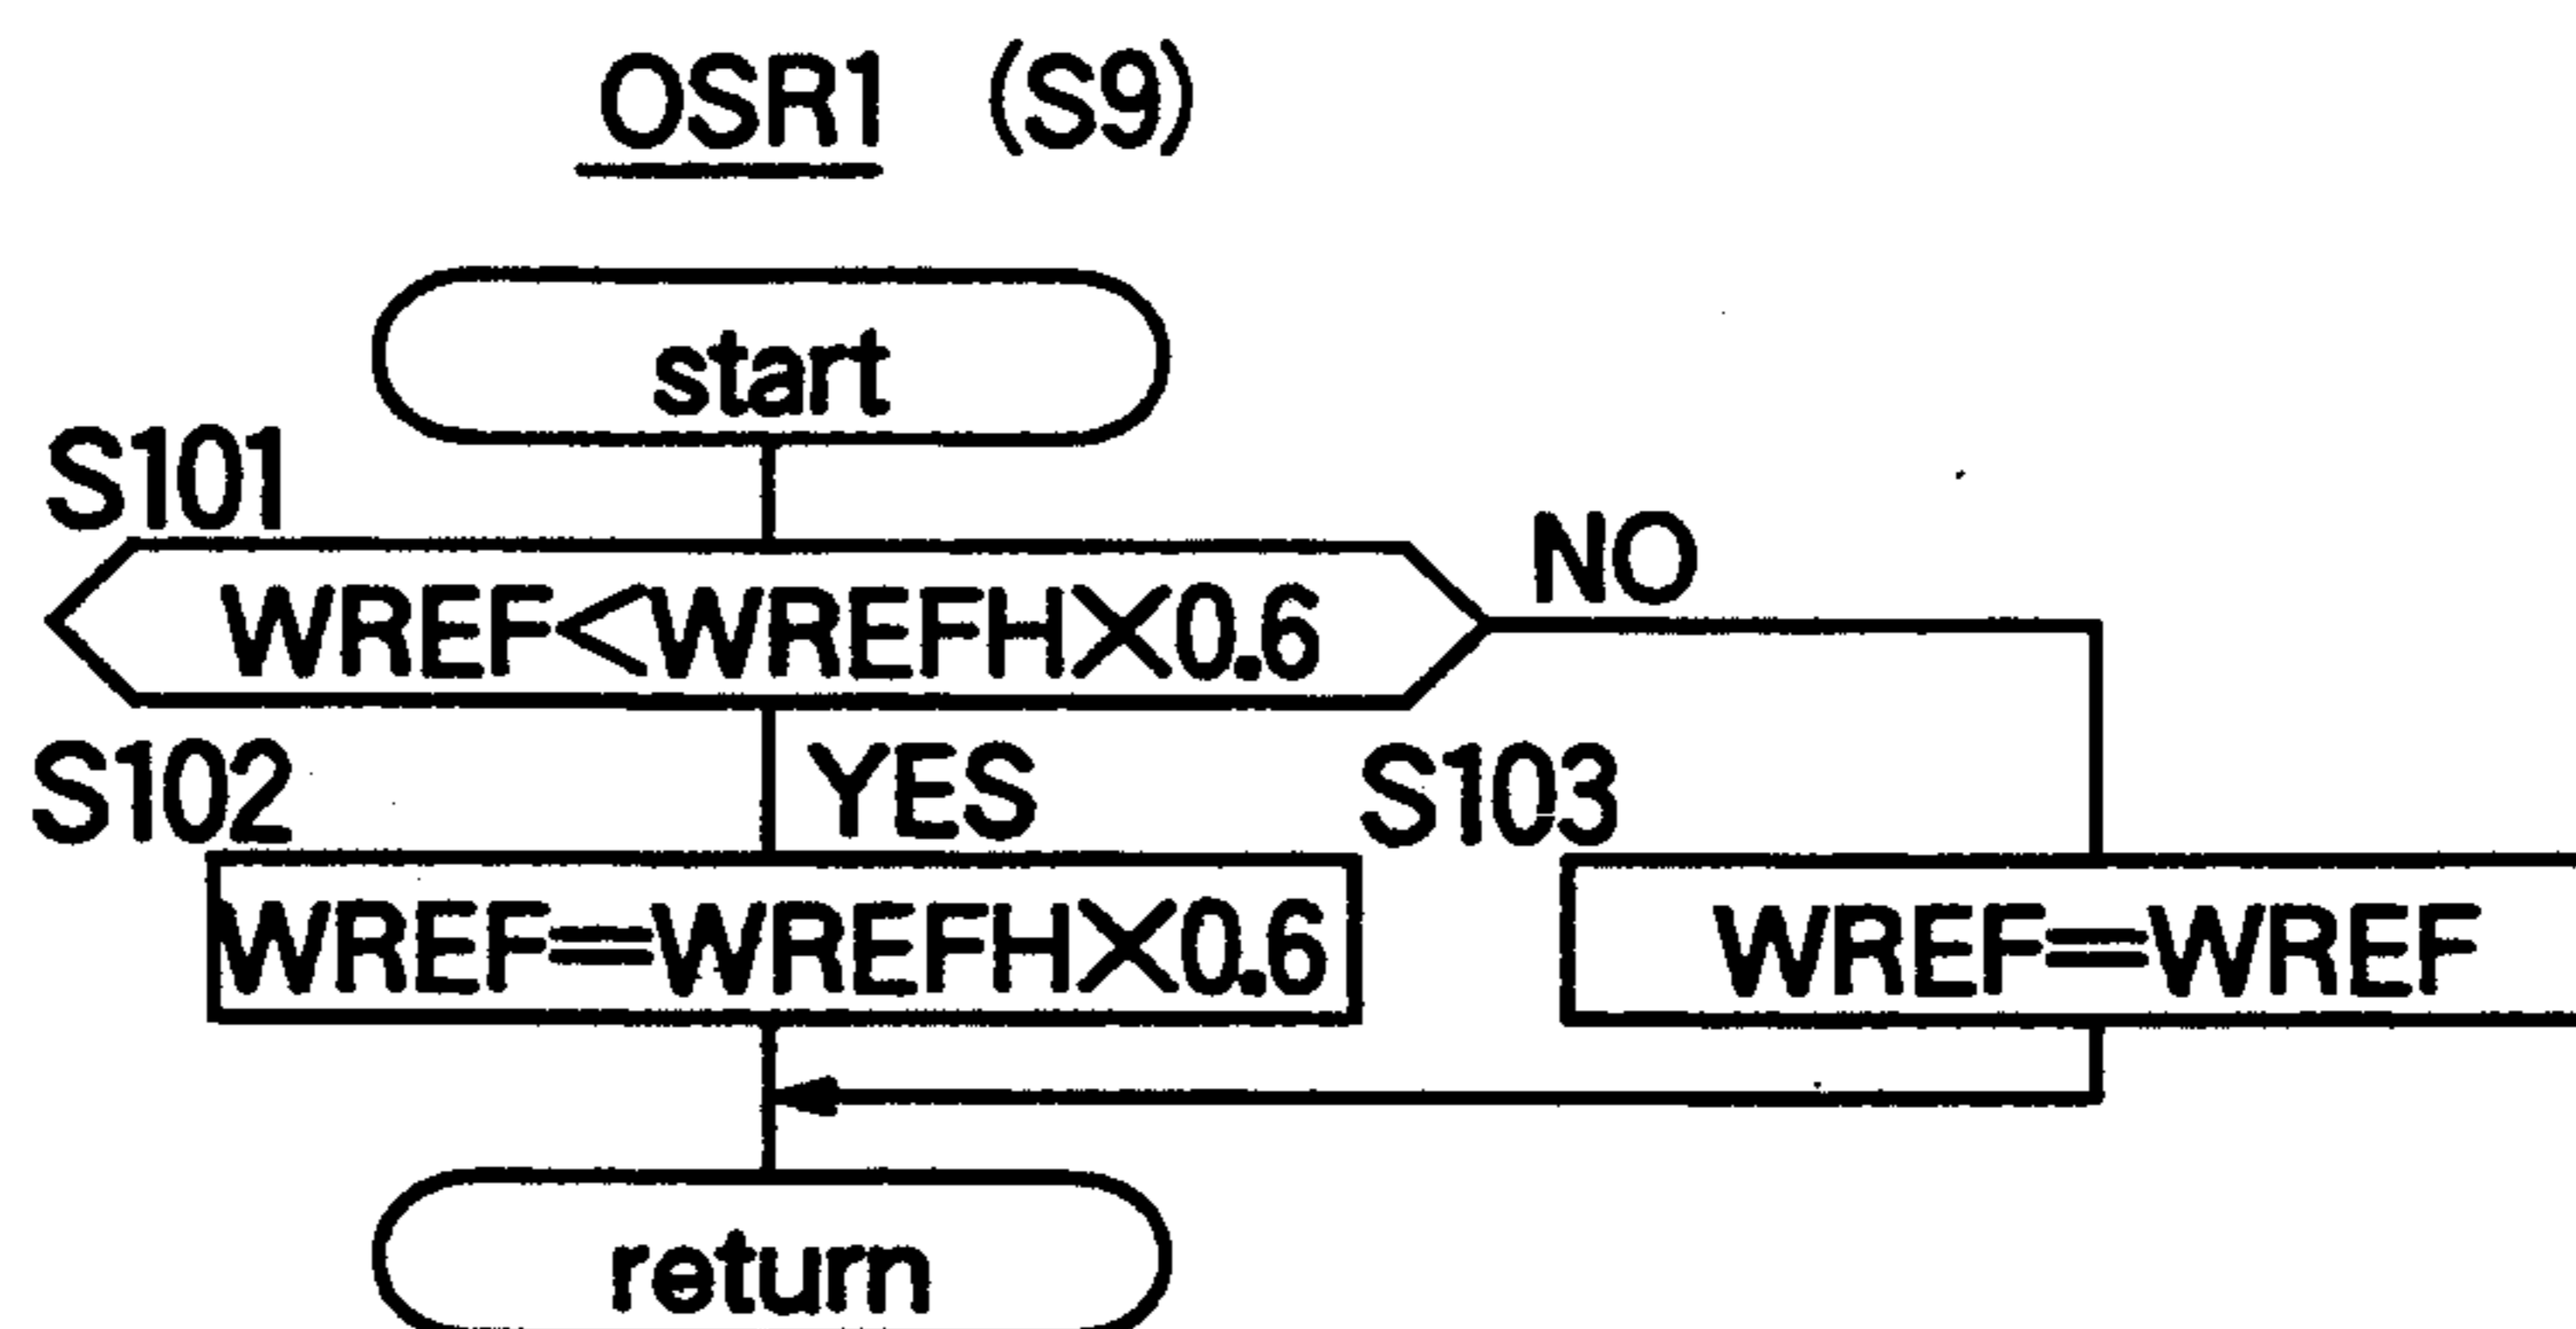 OSR1 (S9)
start
S101
WREF<WREFH×0.6
NO
YES
S102
WREF=WREFH×0.6
S103
WREF=WREF
return